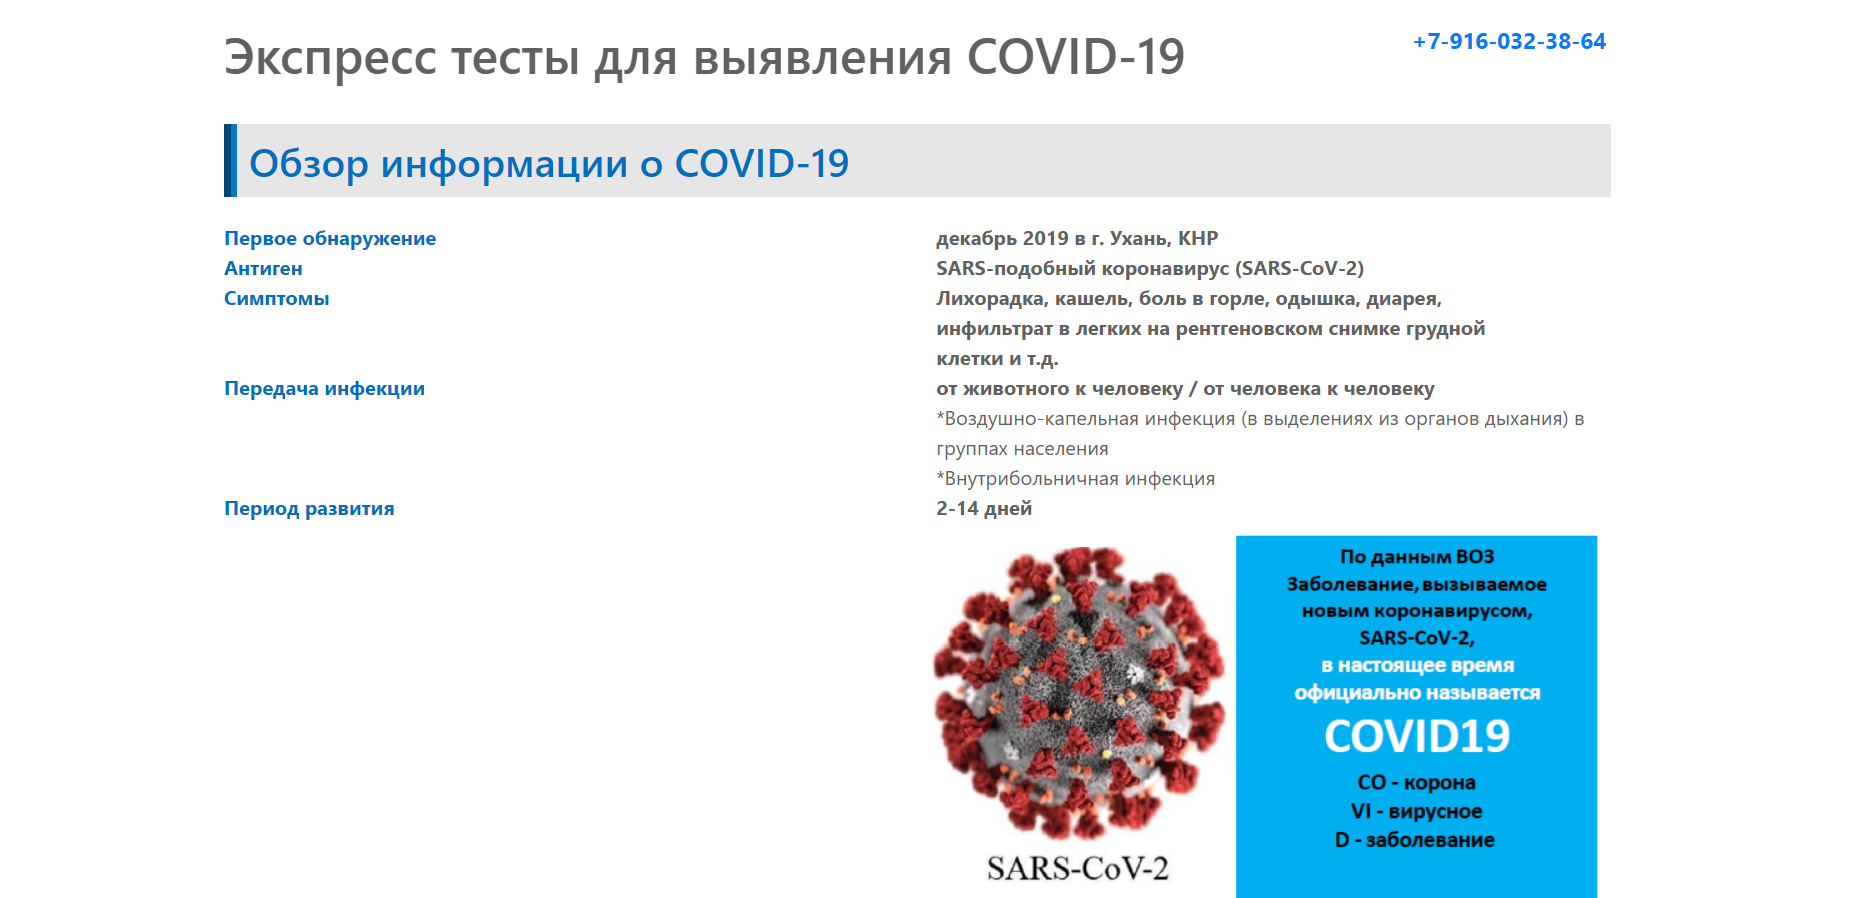 Экспресс тесты для выявления COVID-19
+7-916-032-38-64
Обзор информации о COVID-19
Первое обнаружение
декабрь 2019 в г. Ухань, КНР
Антиген
SARS-подобный коронавирус (SARS-CoV-2)
Симптомы
Лихорадка, кашель, боль в горле, одышка, диарея,
инфильтрат в легких на рентгеновском снимке грудной
клетки и т.д.
Передача инфекции
от животного к человеку / от человека к человеку
*Воздушно-капельная инфекция (в выделениях из органов дыхания) в
группах населения
*Внутрибольничная инфекция
Период развития
2-14 дней
SARS-CoV-2
По данным ВОЗ
Заболевание, вызываемое
новым коронавирусом,
SARS-CoV-2,
в настоящее время
официально называется
COVID19
CO - корона
VI - вирусное
D - заболевание